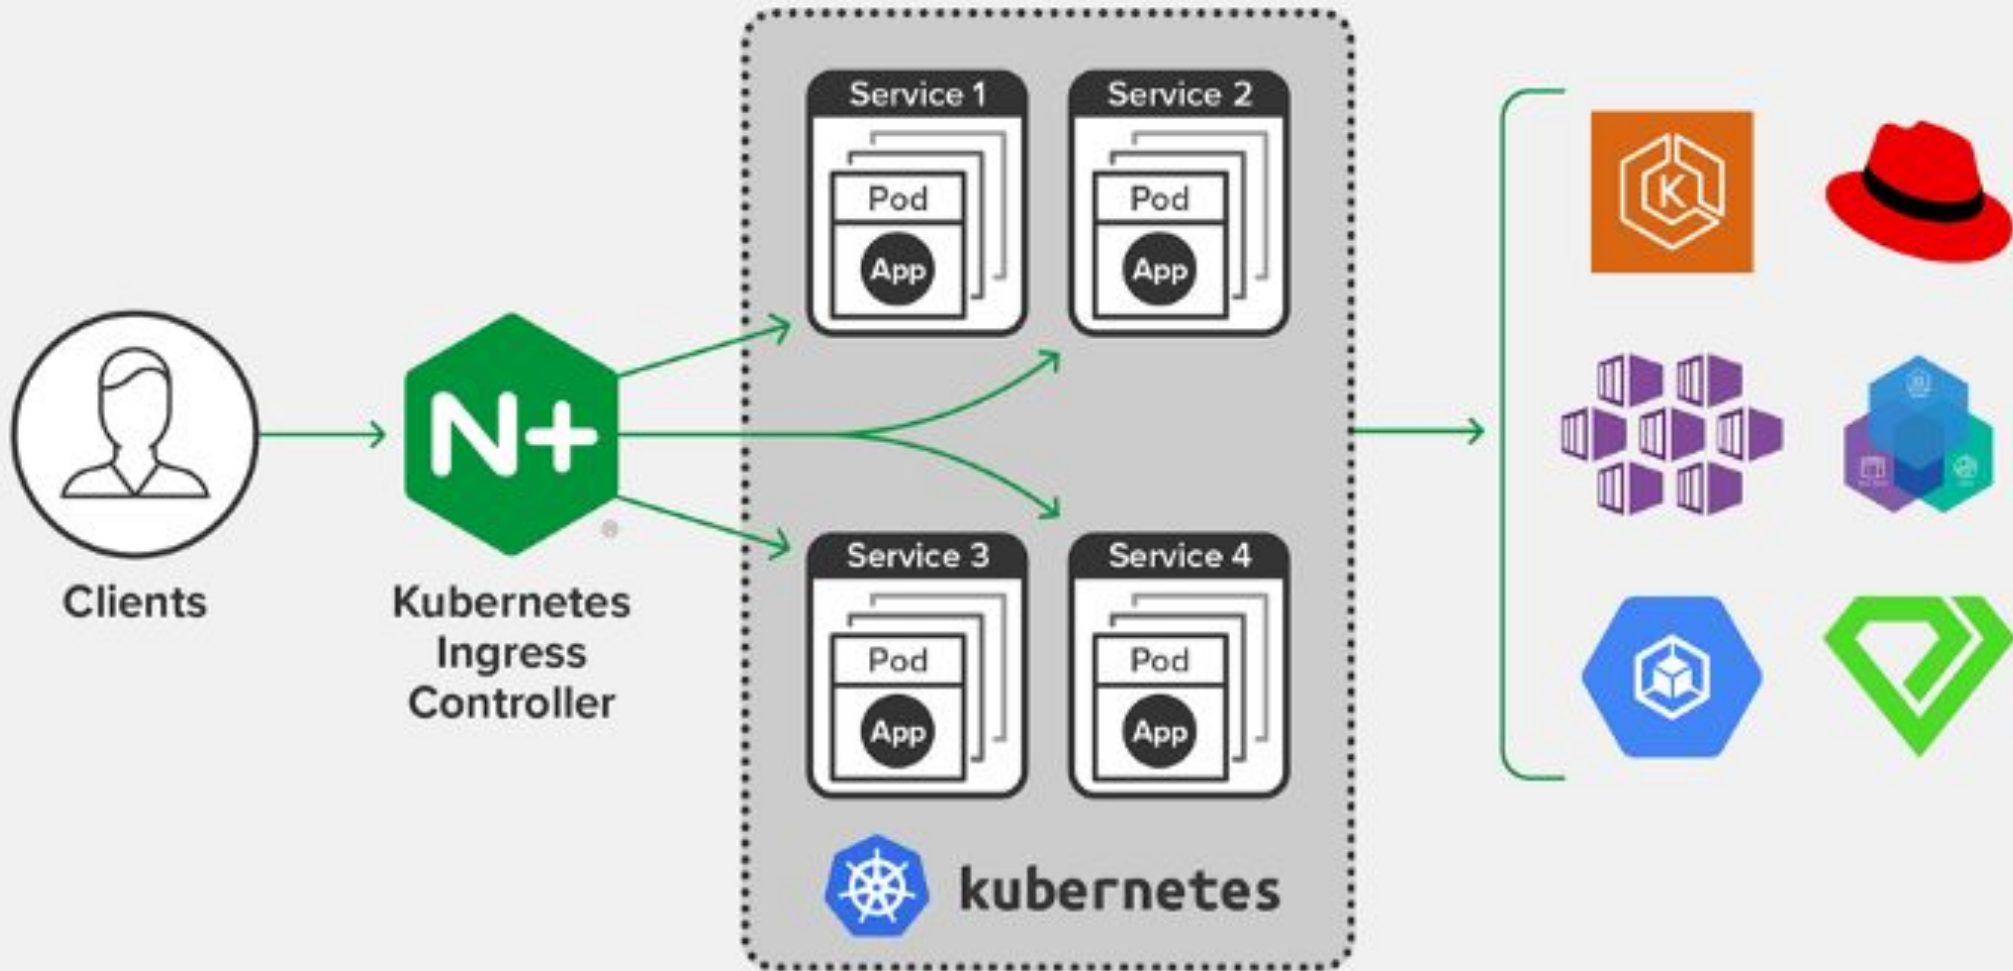 Clients
N+
®
Kubernetes
Ingress
Controller
Service 1
Pod
App
Service 2
Pod
App
Service 3
Pod
App
Service 4
Pod
App
kubernetes
K